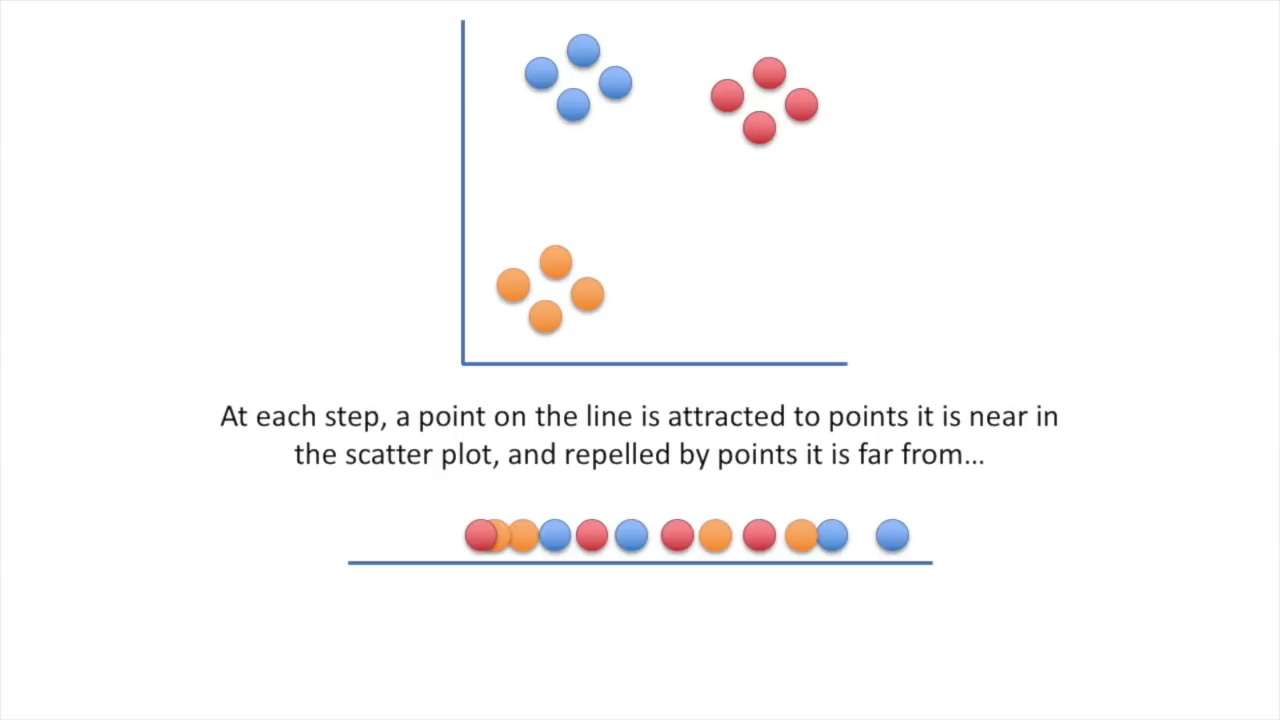 At each step, a point on the line is attracted to points it is near in
the scatter plot, and repelled by points it is far from…